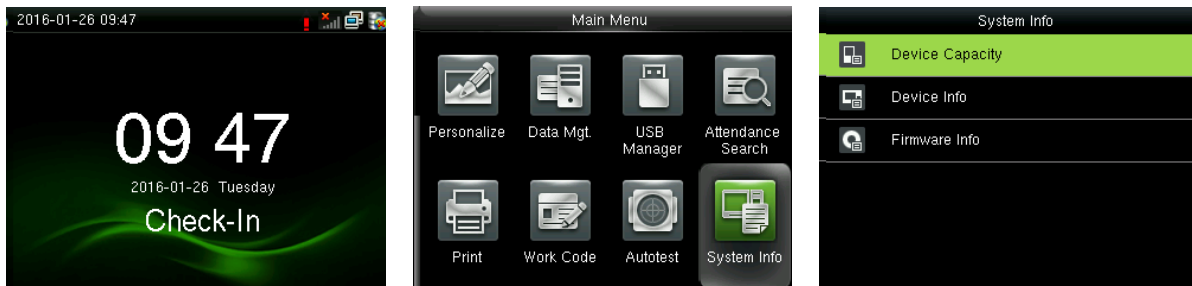 2016-01-26 09:47
09 47
2016-01-26 Tuesday
Check-In
Main Menu
Personalize
Data Mgt.
USB
Manager
Attendance
Search
Print
Work Code
Autotest
System Info
System Info
Device Capacity
Device Info
Firmware Info